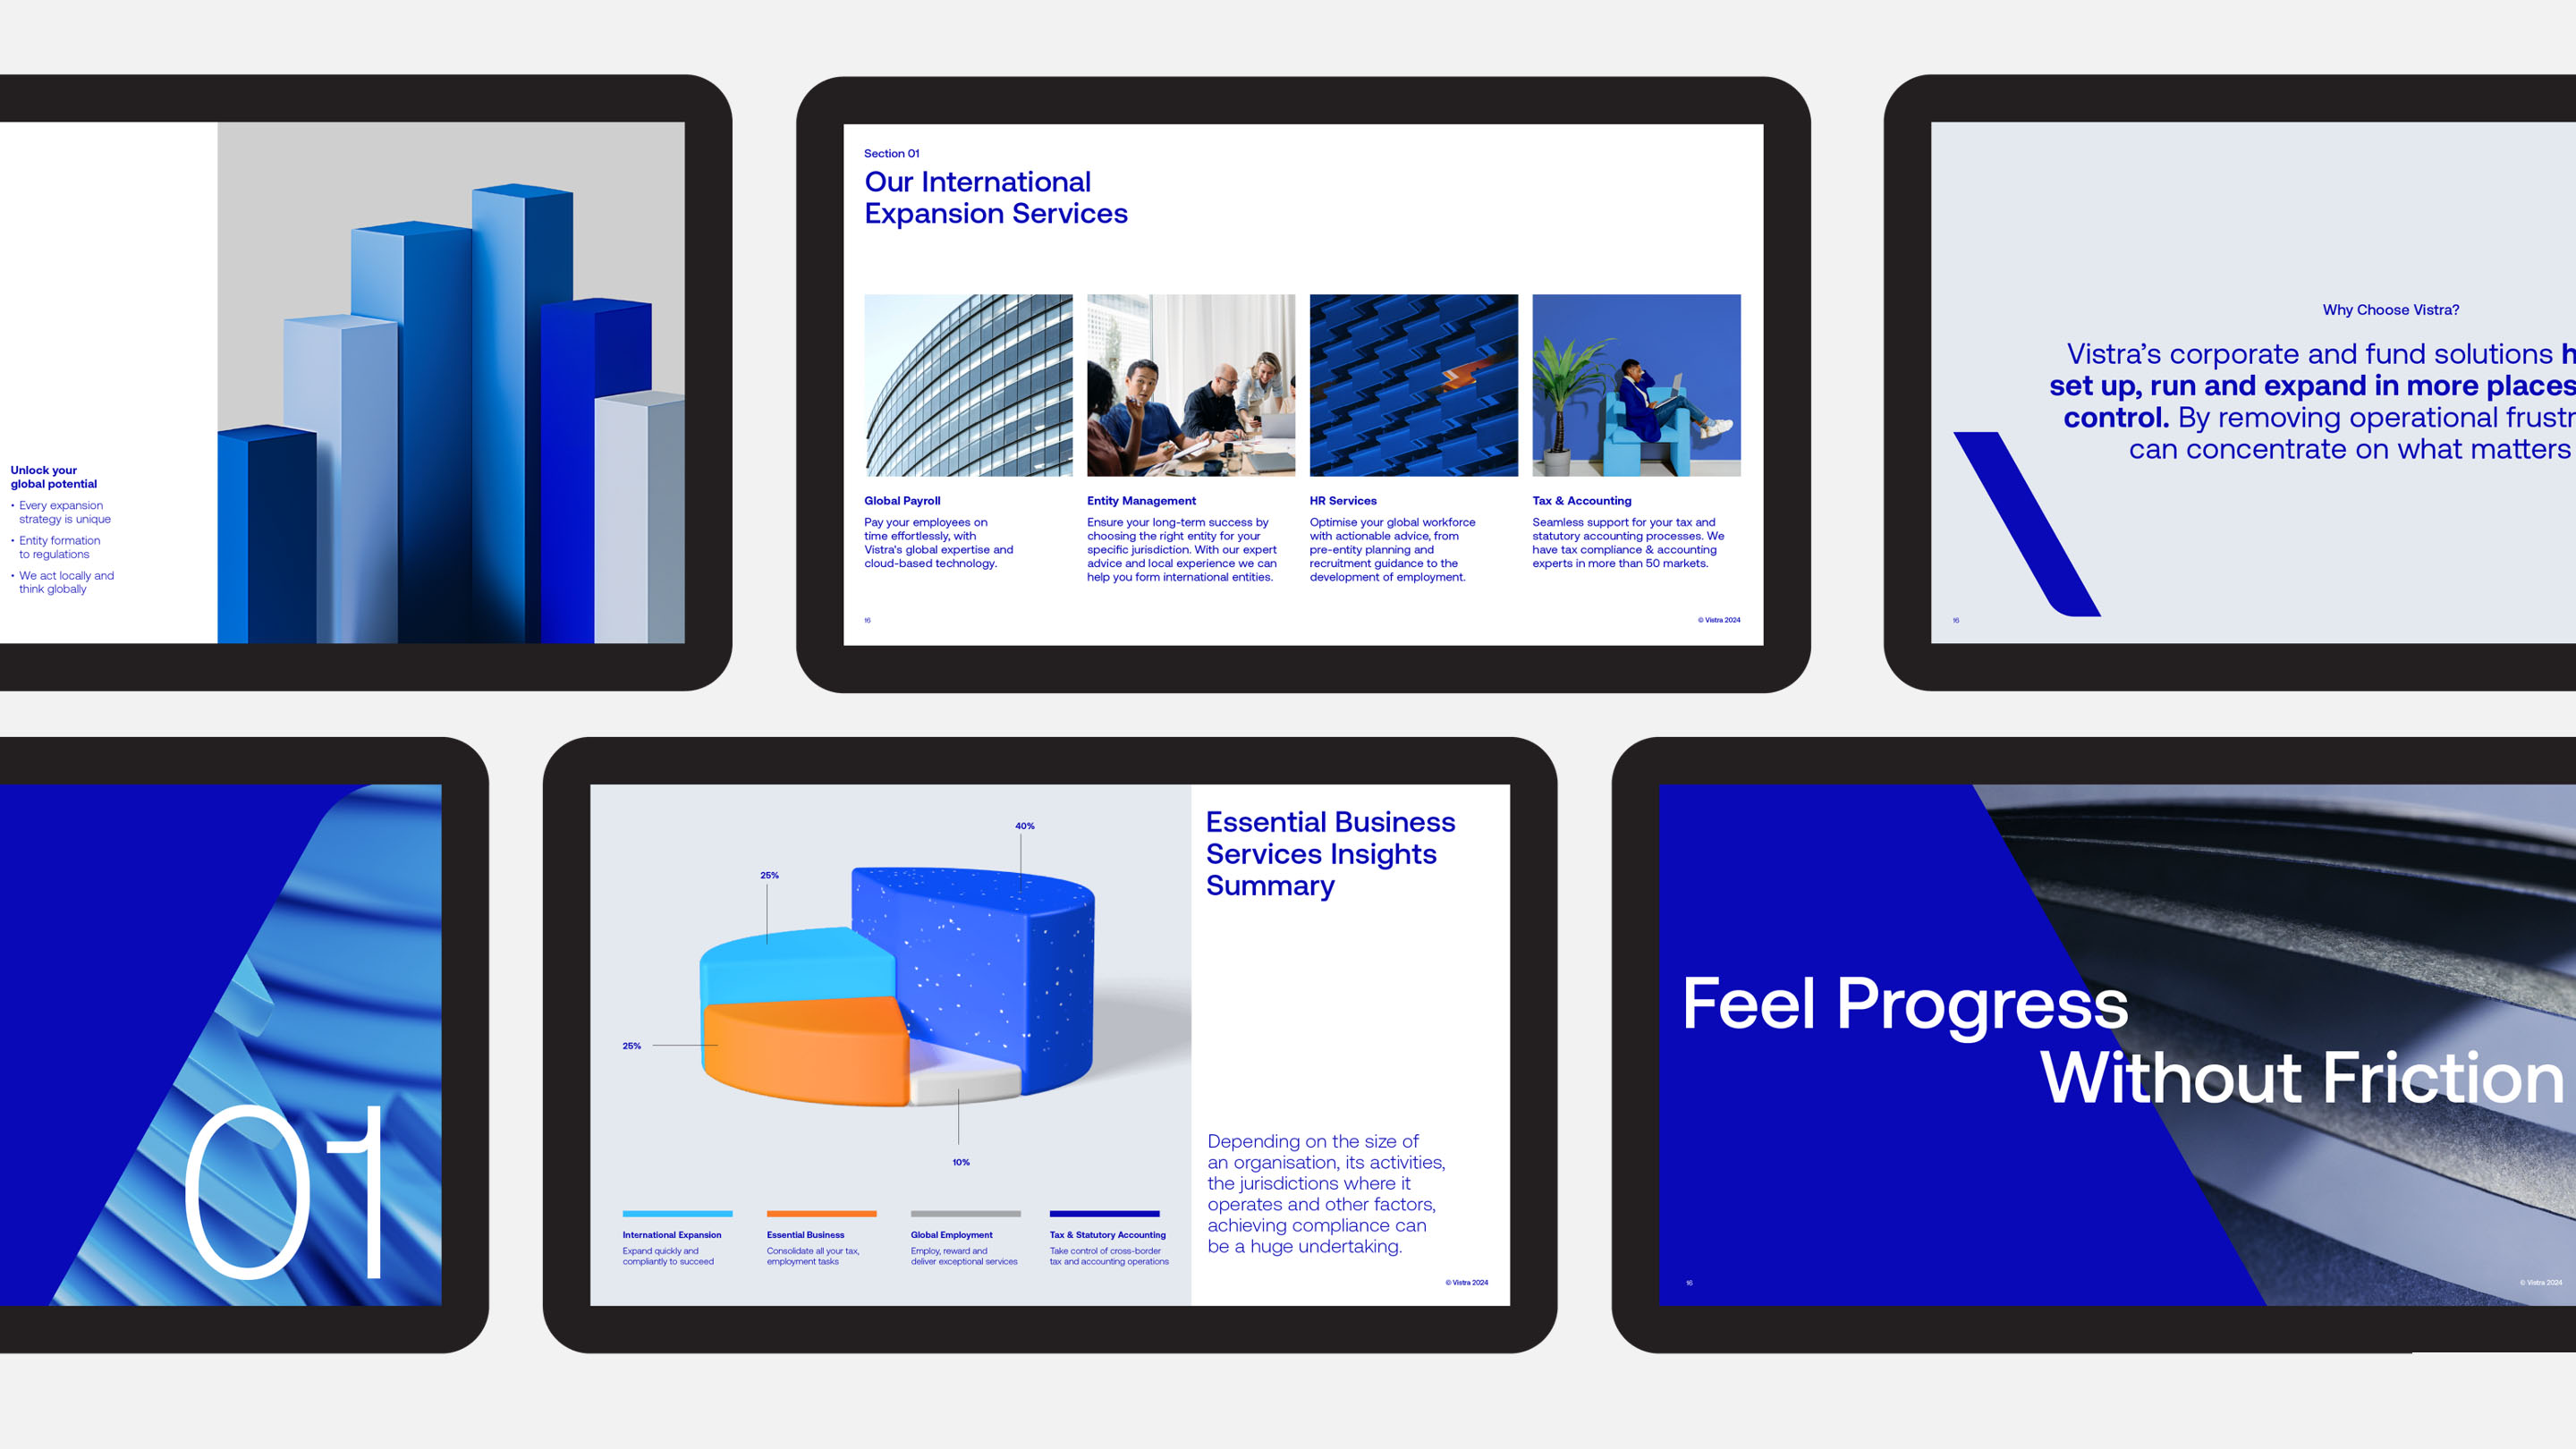 Unlock your
global potential
• Every expansion
strategy is unique
• Entity formation
to regulations
• We act locally and
think globally
Section 01
Our International
Expansion Services
Global Payroll
Pay your employees on
time effortlessly, with
Vistra's global expertise and
cloud-based technology.
Entity Management
Ensure your long-term success by
choosing the right entity for your
specific jurisdiction. With our expert
advice and local experience we can
help you form international entities.
HR Services
Optimise your global workforce
with actionable advice, from
pre-entity planning and
recruitment guidance to the
development of employment.
Tax & Accounting
Seamless support for your tax and
statutory accounting processes. We
have tax compliance & accounting
experts in more than 50 markets.
16
© Vistra 2024
Why Choose Vistra?
Vistra’s corporate and fund solutions
set up, run and expand in more places
control. By removing operational
can concentrate on what matters
16
01
40%
25%
25%
10%
International Expansion
Expand quickly and
compliantly to succeed
Essential Business
Consolidate all your tax,
employment tasks
Global Employment
Employ, reward and
deliver exceptional services
Tax & Statutory Accounting
Take control of cross-border
tax and accounting operations
Essential Business
Services Insights
Summary
Depending on the size of
an organisation, its activities,
the jurisdictions where it
operates and other factors,
achieving compliance can
be a huge undertaking.
© Vistra 2024
Feel Progress
Without Friction
16
© Vistra 2024